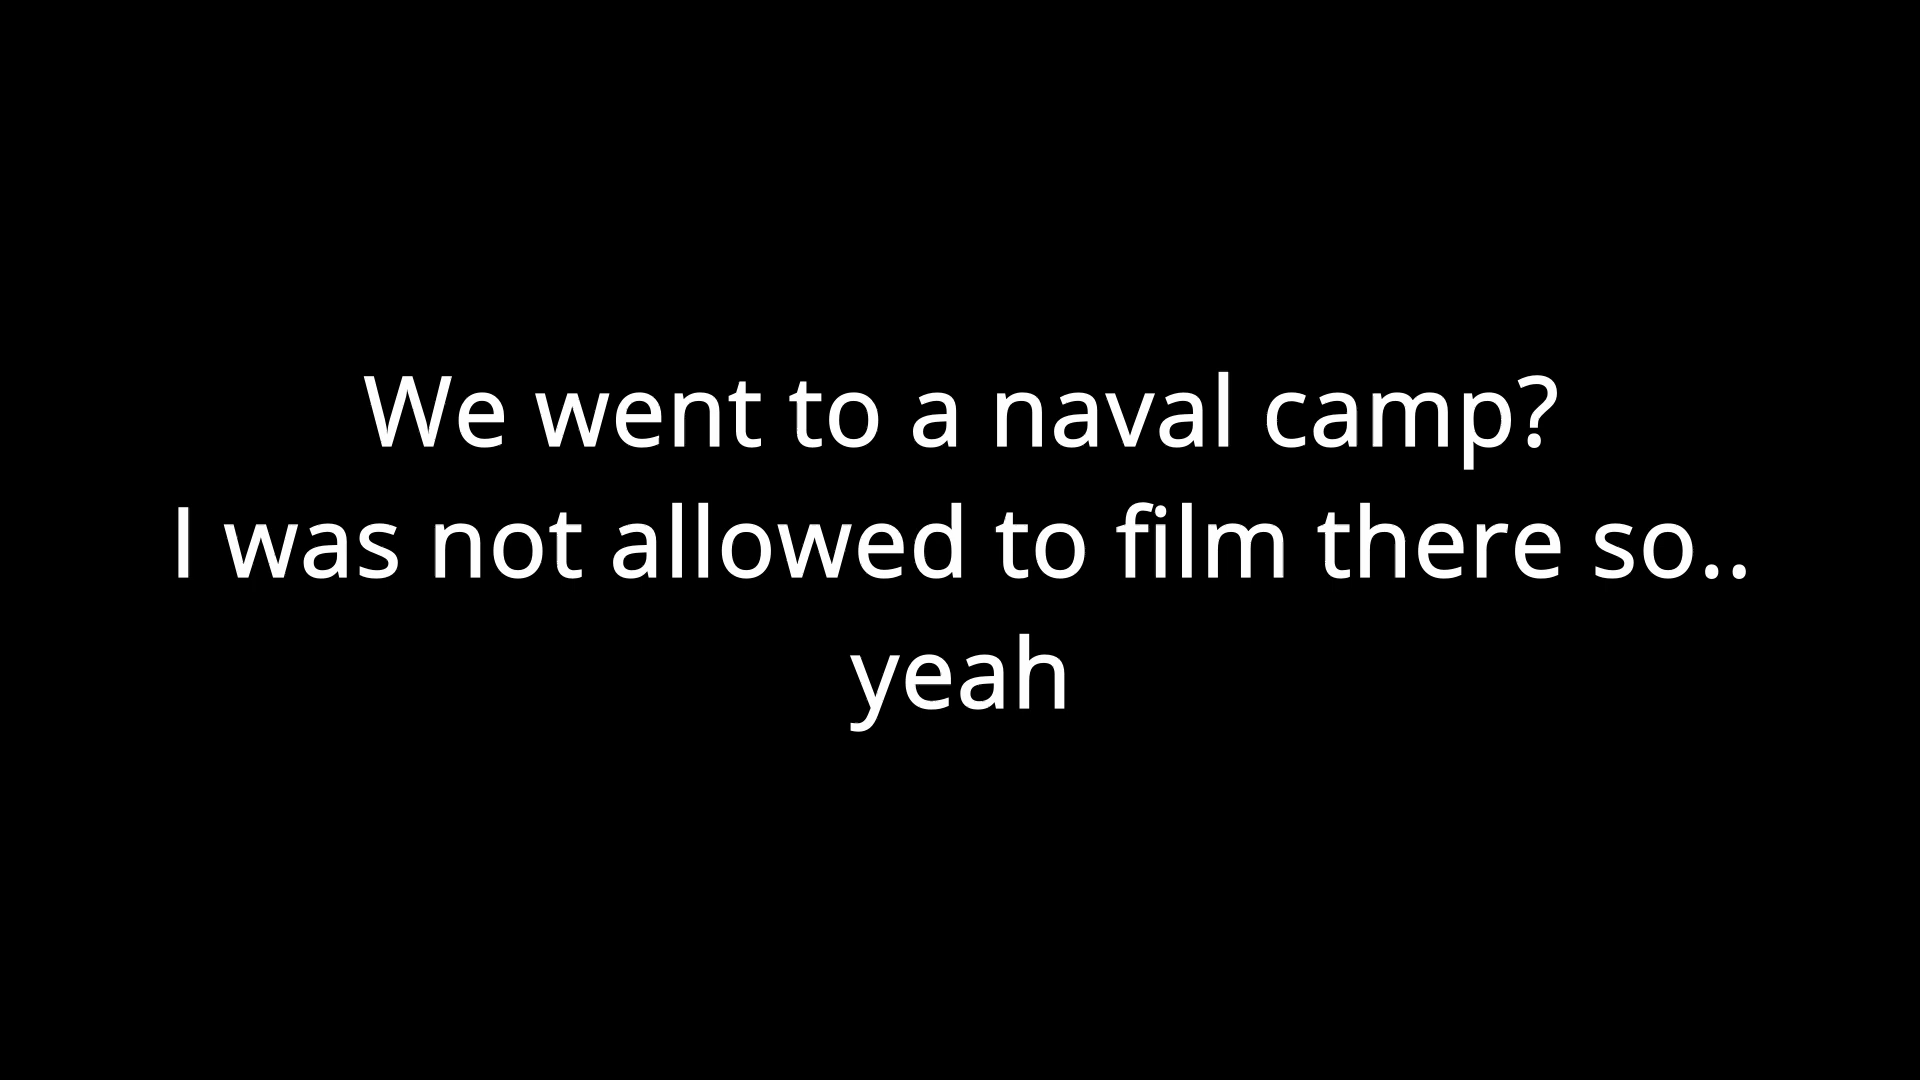 We went to a naval camp?
I was not allowed to film there so..
yeah